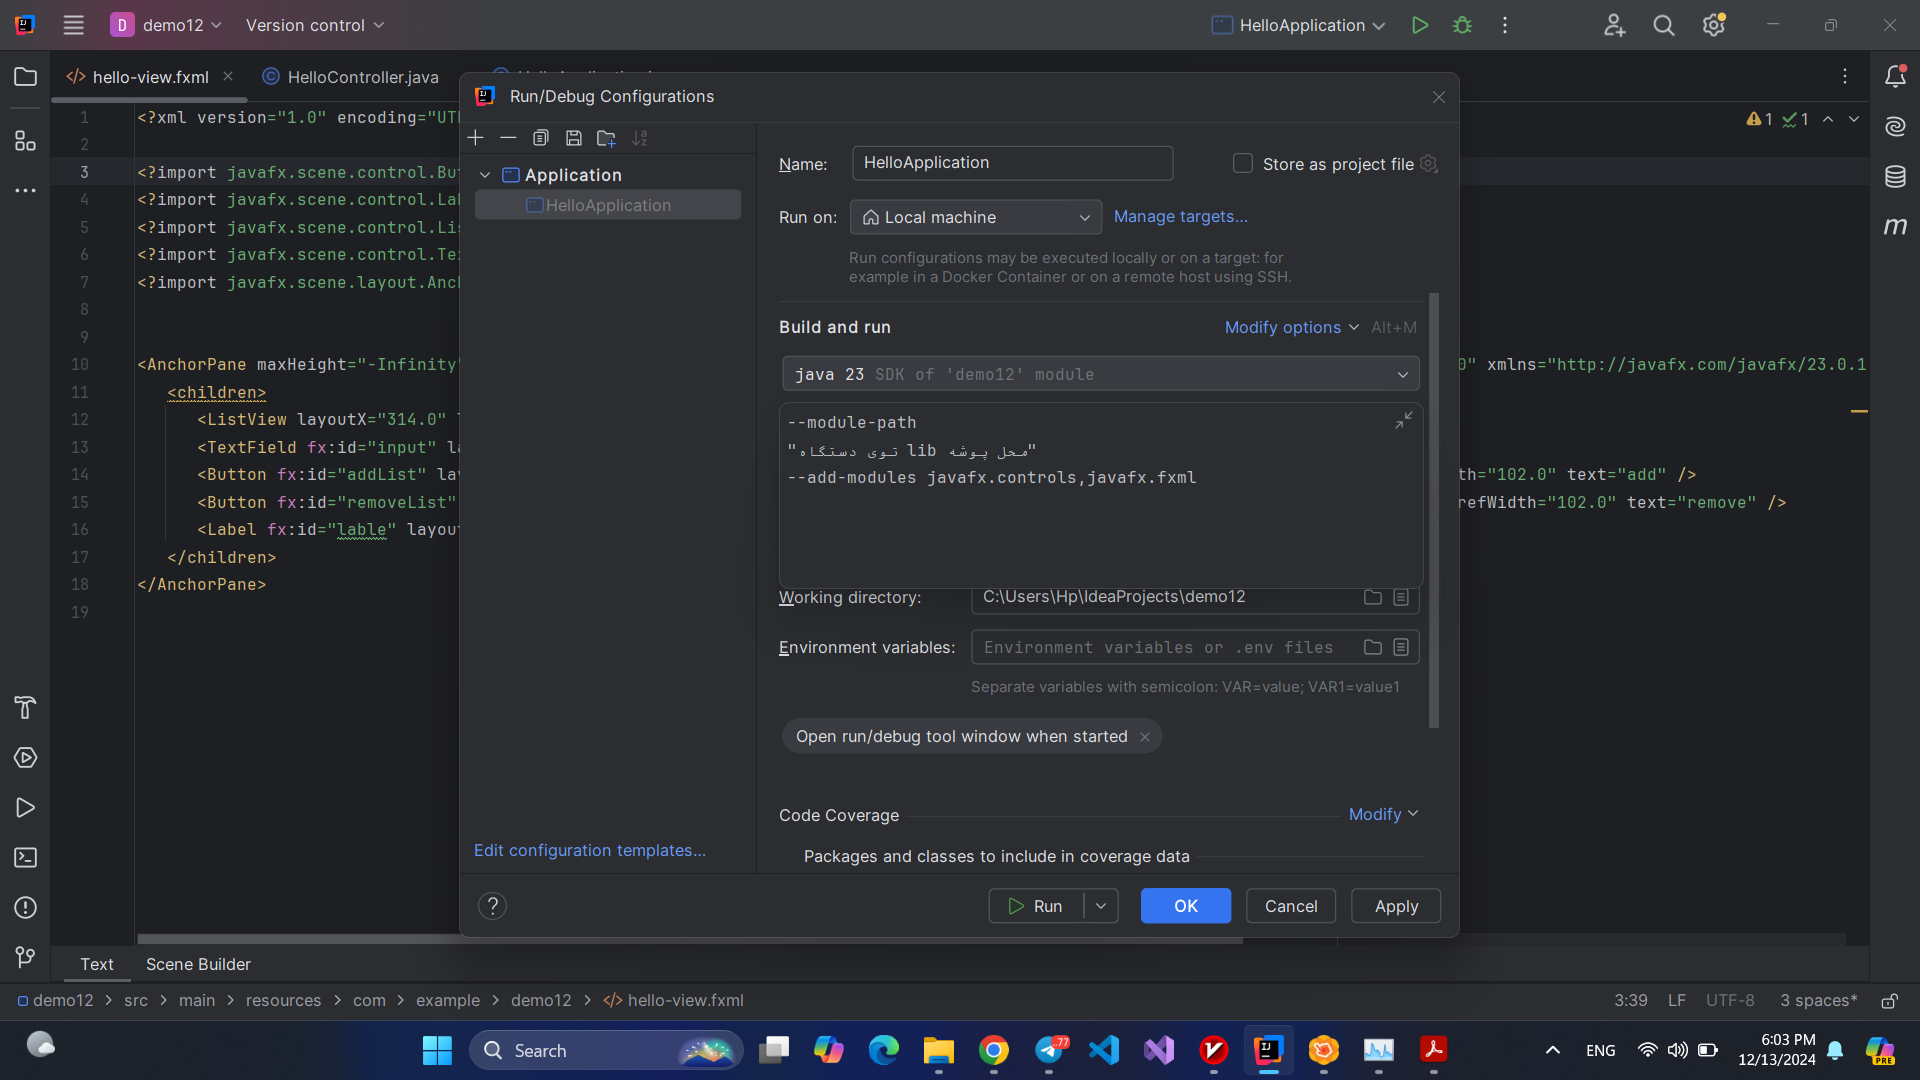 D demo12 Version control HelloApplication
hello-view.fxml HelloController.java
Run/Debug Configurations
1 <?xml version="1.0" encoding="UT
2
3 <?import javafx.scene.control.Bu
4 <?import javafx.scene.control.La
5 <?import javafx.scene.control.Li
6 <?import javafx.scene.control.Te
7 <?import javafx.scene.layout.Anc
8
9
10 <AnchorPane maxHeight="-Infinity" 0" xmlns="http://javafx.com/javafx/23.0.1
11 <children>
12 <ListView layoutX="314.0"
13 <TextField fx:id="input" la
14 <Button fx:id="addList" lay th="102.0" text="add" />
15 <Button fx:id="removeList" refWidth="102.0" text="remove" />
16 <Label fx:id="lable" layou
17 </children>
18 </AnchorPane>
19
1 1
Application
HelloApplication
Edit configuration templates...
Name: HelloApplication Store as project file
Run on: Local machine Manage targets...
Run configurations may be executed locally or on a target: for
example in a Docker Container or on a remote host using SSH.
Build and run Modify options Alt+M
java 23 SDK of 'demo12' module
--module-path
"محل پوشه lib توی دستگاه"
--add-modules javafx.controls,javafx.fxml
Working directory: C:\Users\Hp\IdeaProjects\demo12
Environment variables: Environment variables or .env files
Separate variables with semicolon: VAR=value; VAR1=value1
Open run/debug tool window when started
Code Coverage Modify
Packages and classes to include in coverage data
? Run OK Cancel Apply
Text Scene Builder
demo12 > src > main > resources > com > example > demo12 > hello-view.fxml 3:39 LF UTF-8 3 spaces*
Search 77 ENG 6:03 PM
12/13/2024 PRE
m